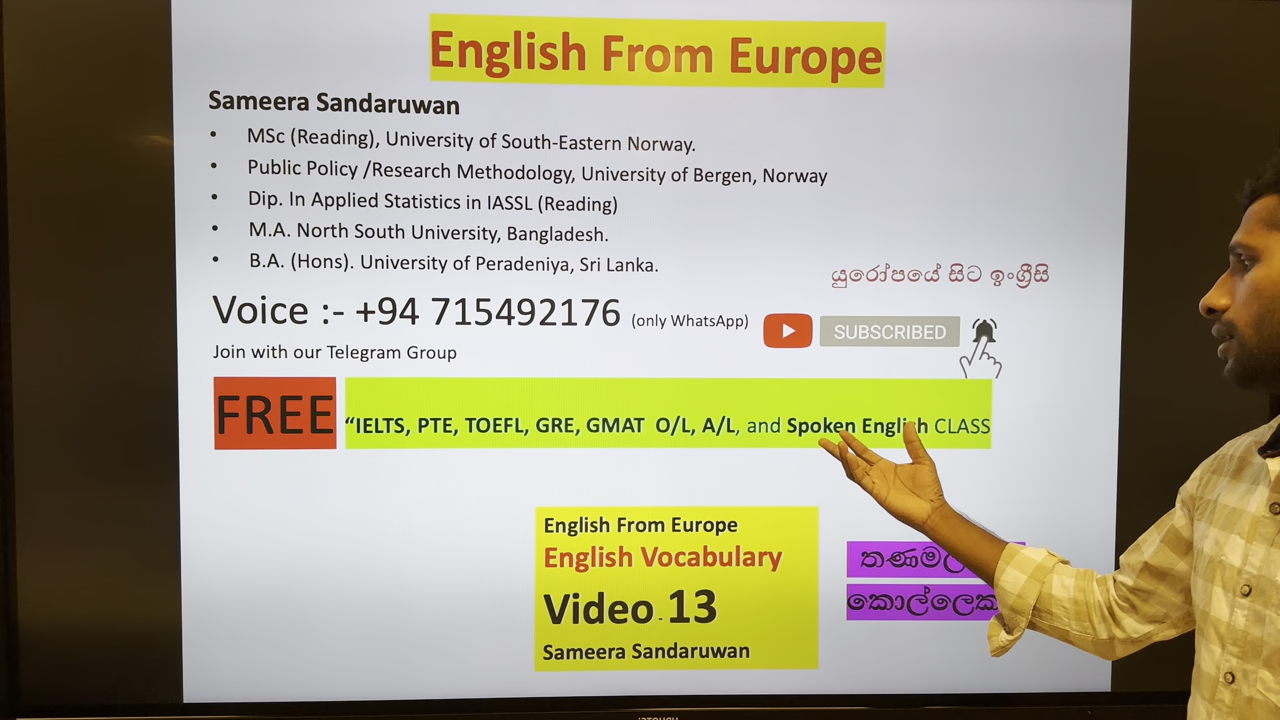 English From Europe
Sameera Sandaruwan
• MSc (Reading), University of South-Eastern Norway.
• Public Policy /Research Methodology, University of Bergen, Norway
• Dip. In Applied Statistics in IASSL (Reading)
• M.A. North South University, Bangladesh.
• B.A. (Hons). University of Peradeniya, Sri Lanka.
යුරෝපයේ සිට ඉංග්‍රීසි
Voice :- +94 715492176 (only WhatsApp)
SUBSCRIBED
Join with our Telegram Group
FREE "IELTS, PTE, TOEFL, GRE, GMAT O/L, A/L, and Spoken English CLASS
English From Europe
English Vocabulary
Video - 13
Sameera Sandaruwan